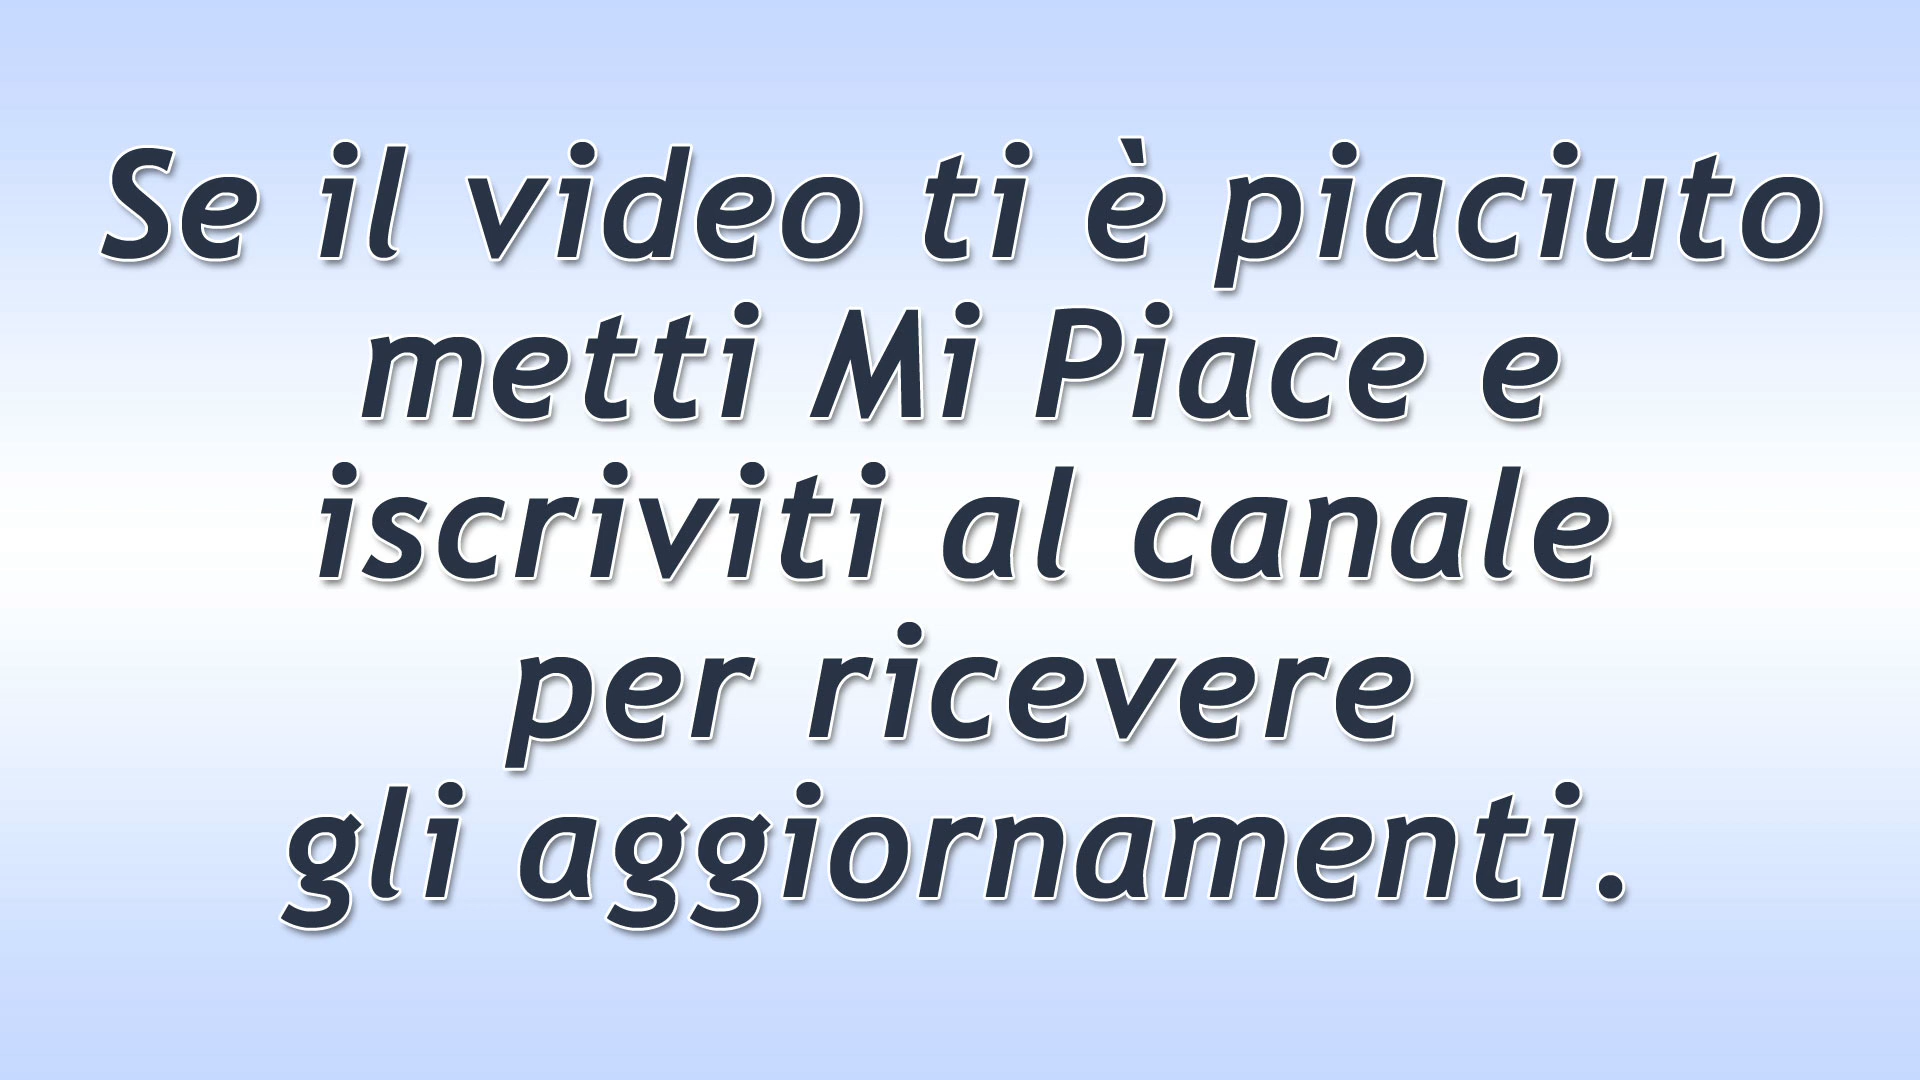 Se il video ti è piaciuto
metti Mi Piace e
iscriviti al canale
per ricevere
gli aggiornamenti.